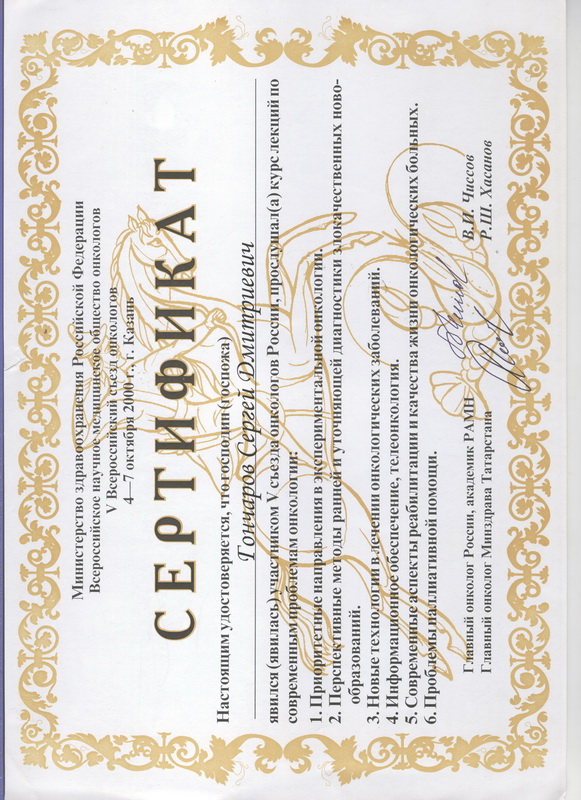 Министерство здравоохранения Российской Федерации
Всероссийское научное медицинское общество онкологов
V Всероссийский съезд онкологов
4—7 октября 2000 г., г. Казань
СЕРТИФИКАТ
Настоящим удостоверяется, что господин (госпожа)
Гончаров Сергей Дмитриевич
явился (явилась) участником V съезда онкологов России, прослушал(а) курс лекций по
современным проблемам онкологии:
1. Приоритетные направления в экспериментальной онкологии.
2. Перспективные методы ранней и уточняющей диагностики злокачественных ново-
образований.
3. Новые технологии в лечении онкологических заболеваний.
4. Информационное обеспечение, телеонкология.
5. Современные аспекты реабилитации и качества жизни онкологических больных.
6. Проблемы паллиативной помощи.
Главный онколог России, академик РАМН В.И. Чиссов
Главный онколог Минздрава Татарстана Р.Ш. Хасанов